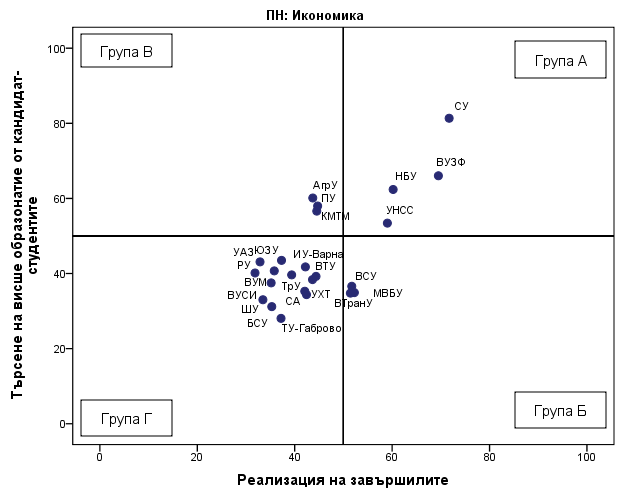 ПН: Икономика
Група В
Група А
Група Г
Група Б
100
80
60
40
20
0
СУ
ВУЗФ
НБУ
УНСС
АгрУ
ПУ
КМТМ
УАЗ
ЮЗУ
ИУ-Варна
РУ
ВТУ
ВУМ
ТрУ
УХТ
СА
ВУСИ
ШУ
БСУ
ТУ-Габрово
ВСУ
МВБУ
ВТранУ
0
20
40
60
80
100
Търсене на висше образонатие от кандидат-
студентите
Реализация на завършилите